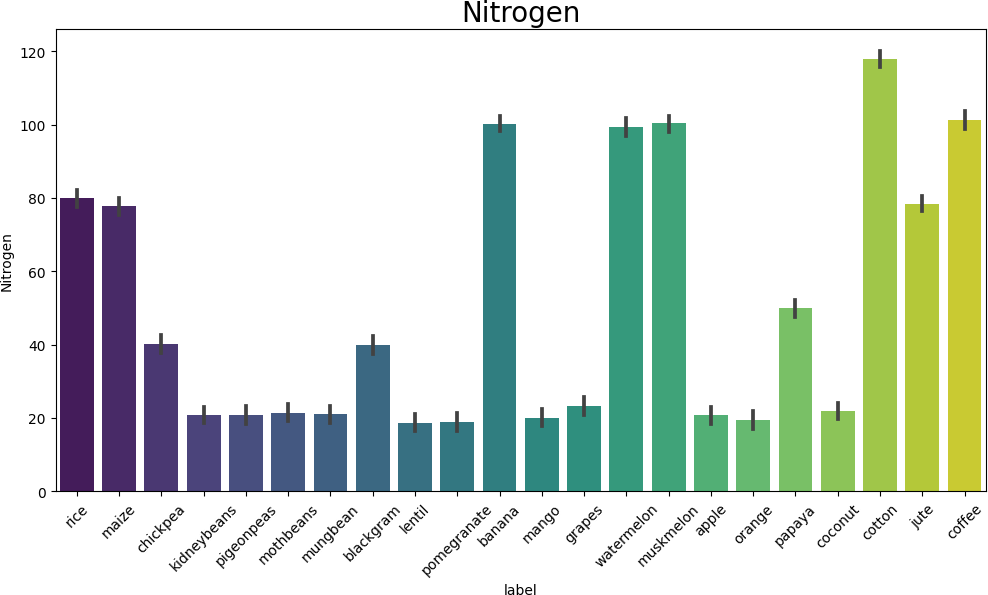 Nitrogen
Nitrogen
120
100
80
60
40
20
0
rice
maize
chickpea
kidneybeans
pigeonpeas
mothbeans
mungbean
blackgram
lentil
pomegranate
banana
mango
grapes
watermelon
muskmelon
apple
orange
papaya
coconut
cotton
jute
coffee
label